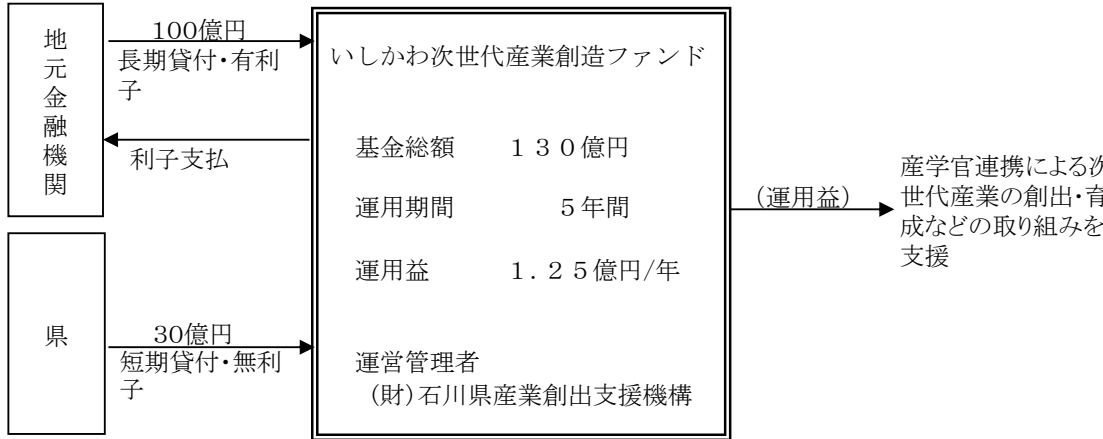 地元金融機関
100億円
長期貸付・有利
子
利子支払
県
30億円
短期貸付・無利
子
いしかわ次世代産業創造ファンド
基金総額　１３０億円
運用期間　５年間
運用益　１．２５億円/年
運営管理者
（財）石川県産業創出支援機構
（運用益）
産学官連携による次
世代産業の創出・育
成などの取り組みを
支援